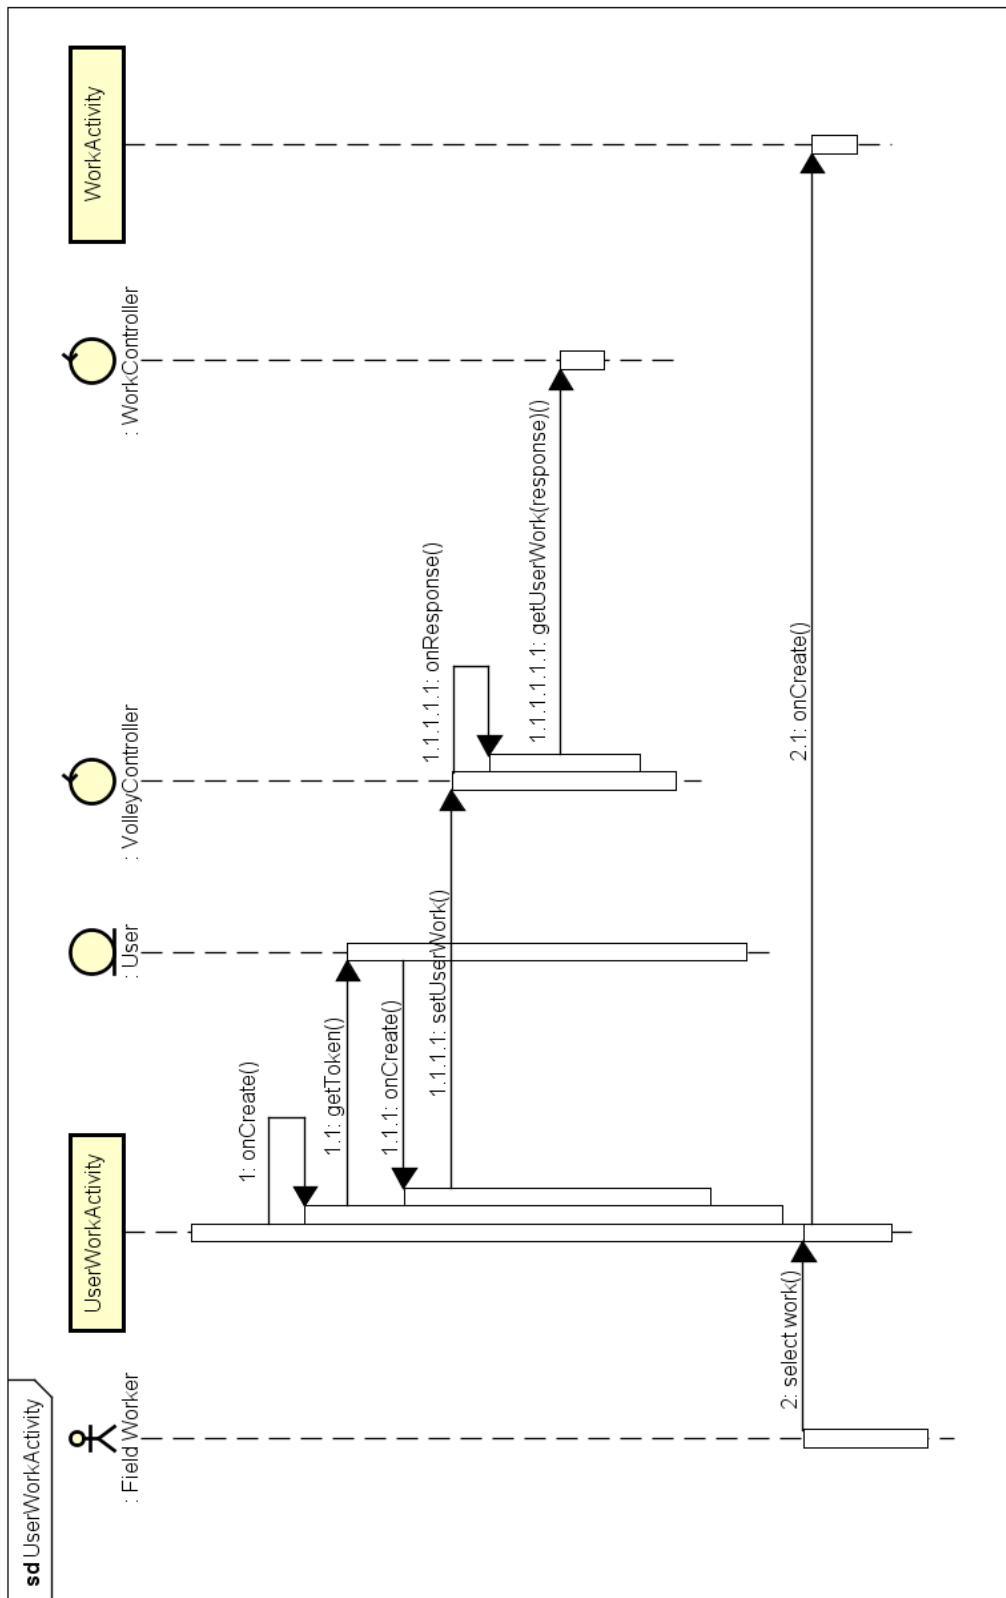 sd UserWorkActivity
: Field Worker
UserWorkActivity
: User
: VolleyController
: WorkController
WorkActivity
1: onCreate()
1.1: getToken()
1.1.1: onCreate()
1.1.1.1: setUserWork()
1.1.1.1.1: onResponse()
1.1.1.1.1.1: getUserWork(response)()
2: select work()
2.1: onCreate()